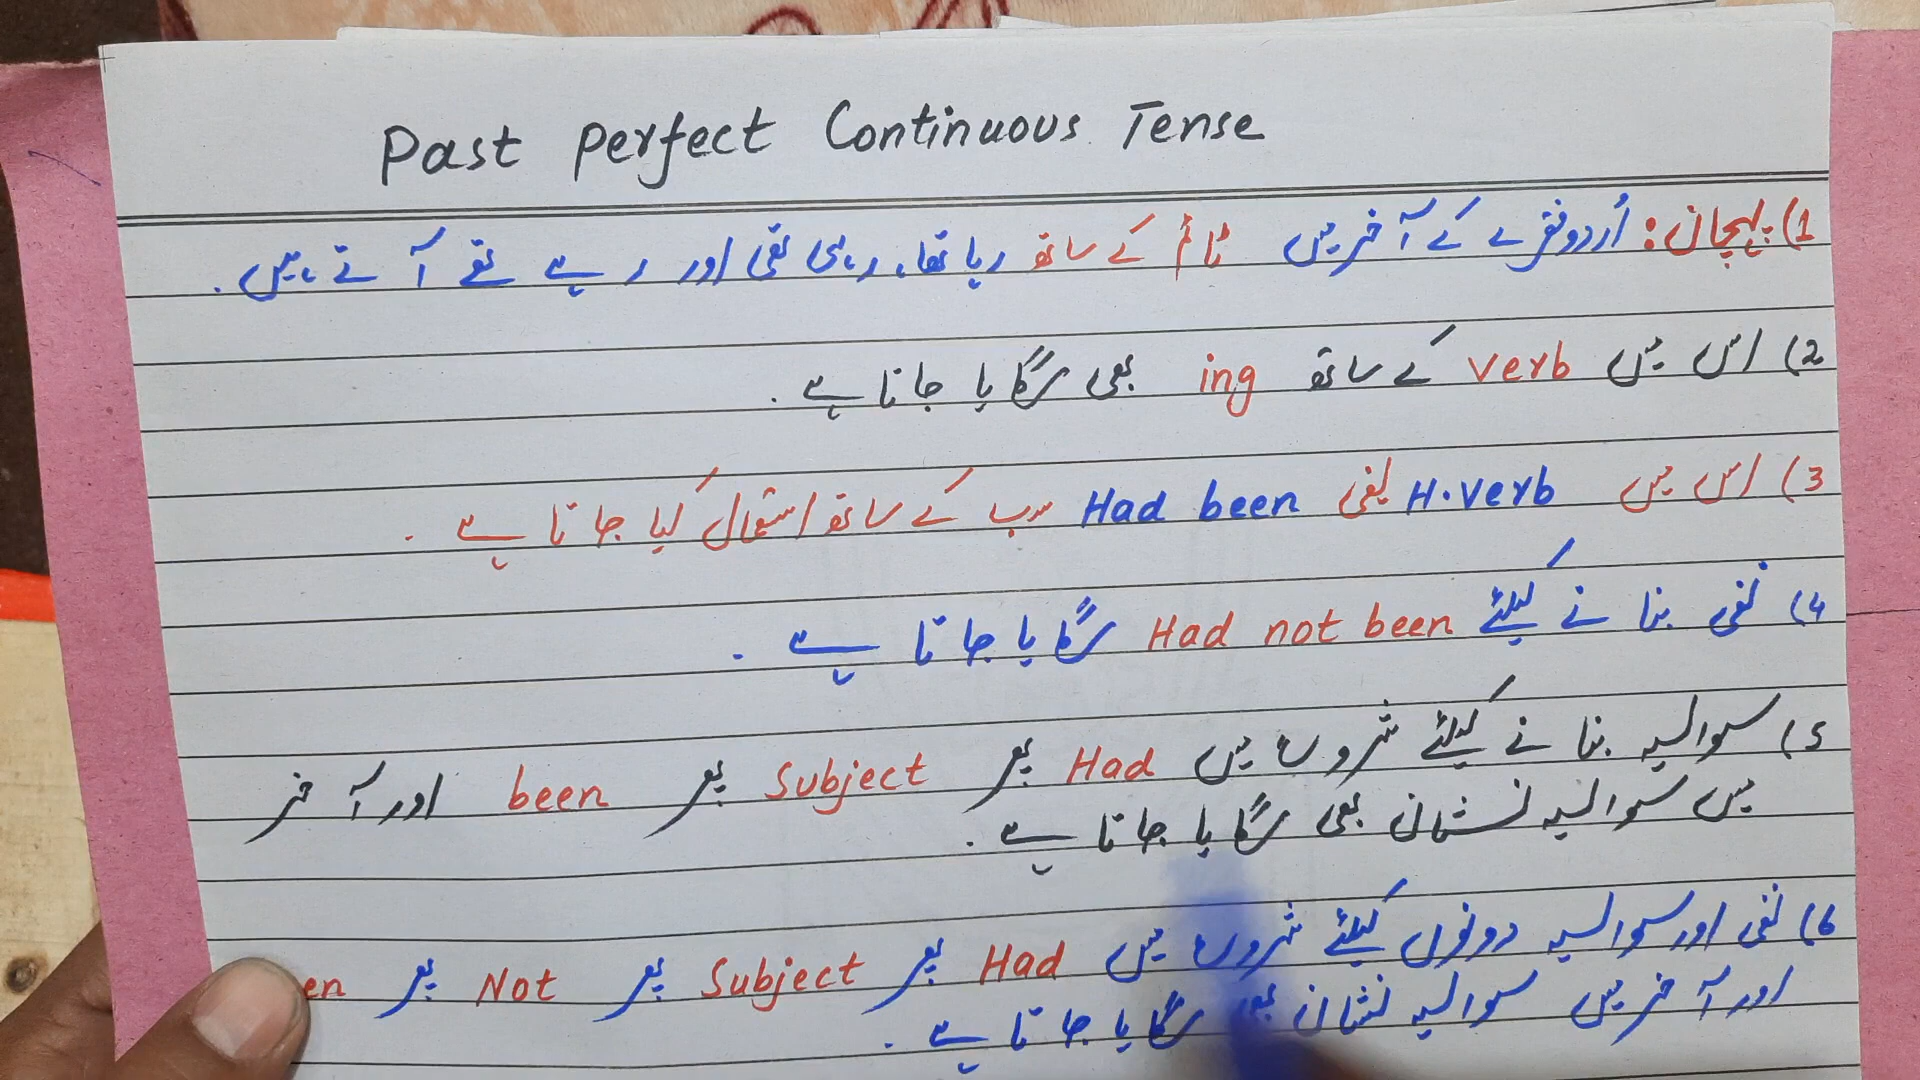 Past Perfect Continuous Tense
1) پہچان: اُردو فقرے کے آخر میں ٹائم کے ساتھ رہا تھا، رہی تھی اور رہے تھے آتے ہیں۔
2) اس میں verb کے ساتھ ing بھی لگایا جاتا ہے۔
3) اس میں H.verb یعنی Had been سب کے ساتھ استعمال کیا جاتا ہے۔
4) نفی بنانے کیلئے Had not been لگایا جاتا ہے۔
5) سوالیہ بنانے کیلئے شروع میں Had پھر Subject پھر been اور آخر
میں سوالیہ نشان بھی لگایا جاتا ہے۔
6) نفی اور سوالیہ دونوں کیلئے شروع میں Had پھر Subject پھر Not پھر en
اور آخر میں سوالیہ نشان بھی لگایا جاتا ہے۔